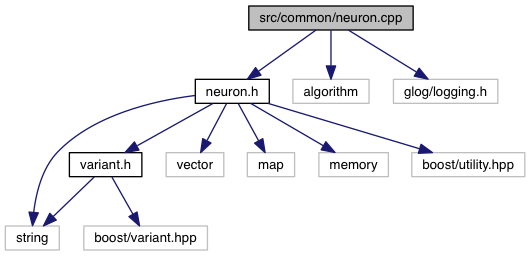 src/common/neuron.cpp
neuron.h
algorithm
glog/logging.h
variant.h
vector
map
memory
boost/utility.hpp
string
boost/variant.hpp